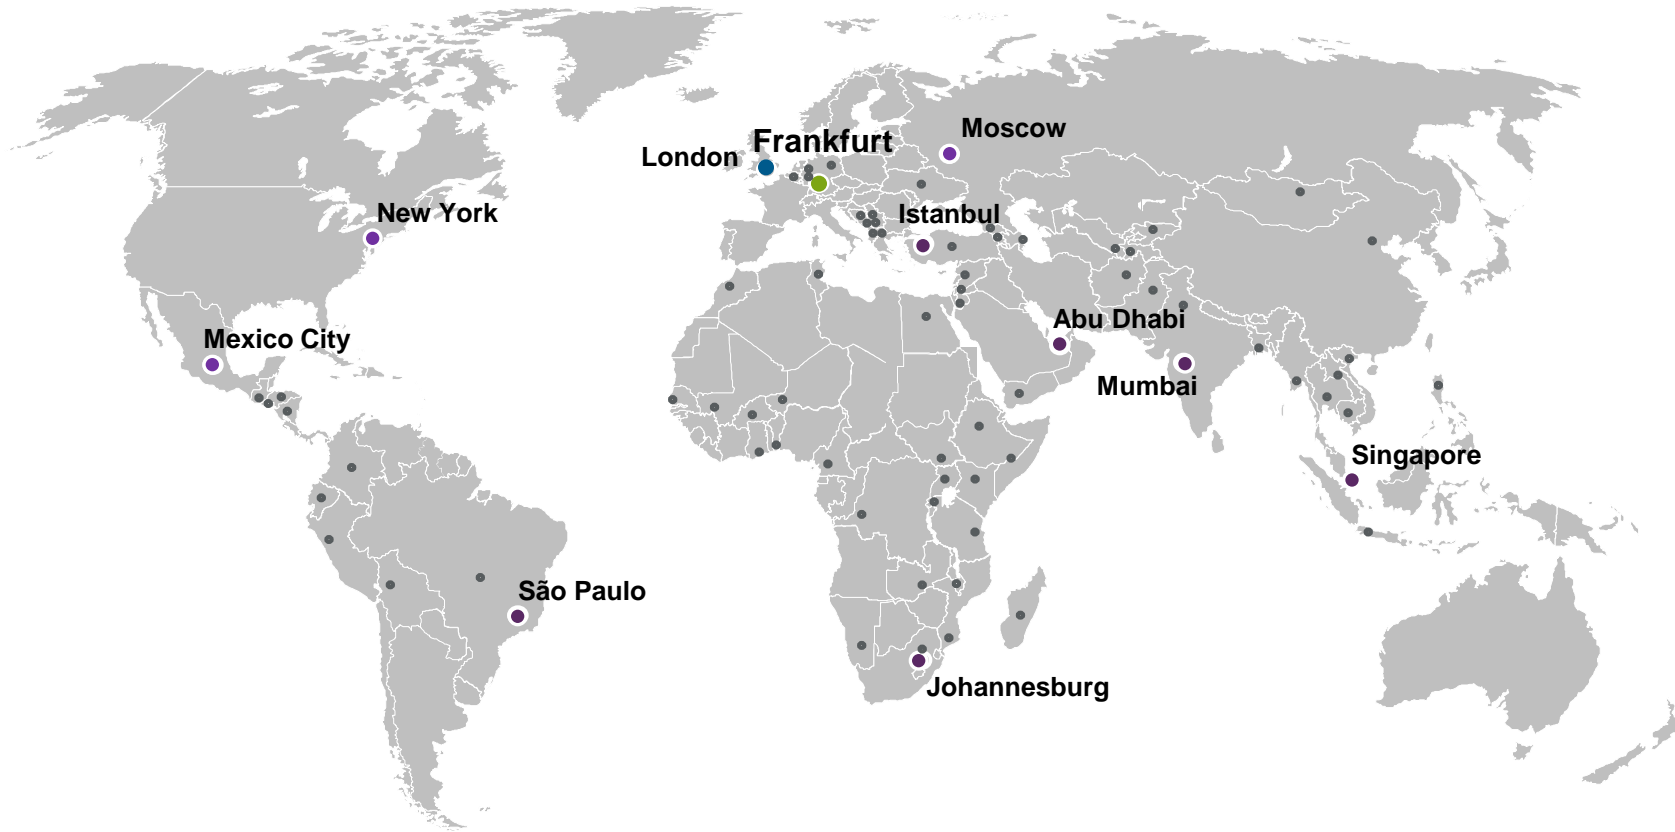 Moscow
Frankfurt
London
New York
Istanbul
Abu Dhabi
Mexico City
Mumbai
Singapore
São Paulo
Johannesburg